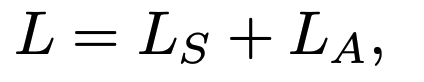 L = L_S + L_A,